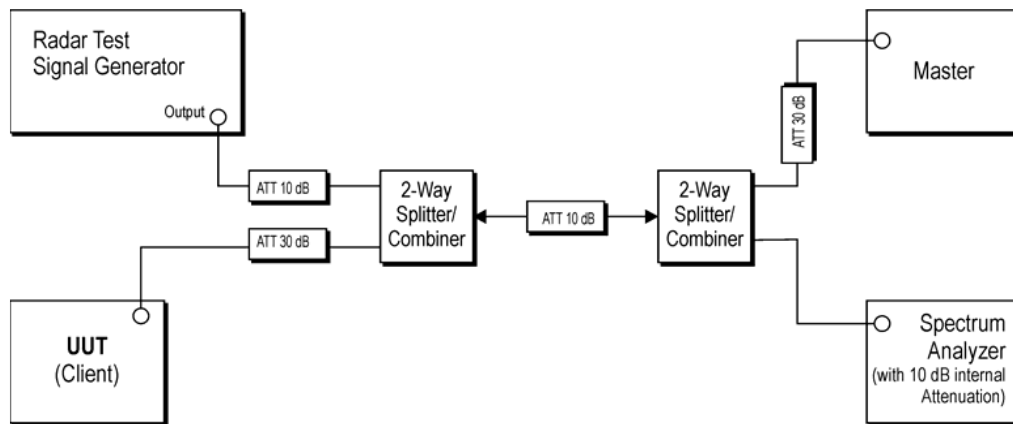 Radar Test
Signal Generator
Output
ATT 10 dB
ATT 30 dB
UUT
(Client)
2-Way
Splitter/
Combiner
ATT 10 dB
2-Way
Splitter/
Combiner
ATT 30 dB
Master
Spectrum
Analyzer
(with 10 dB internal
Attenuation)